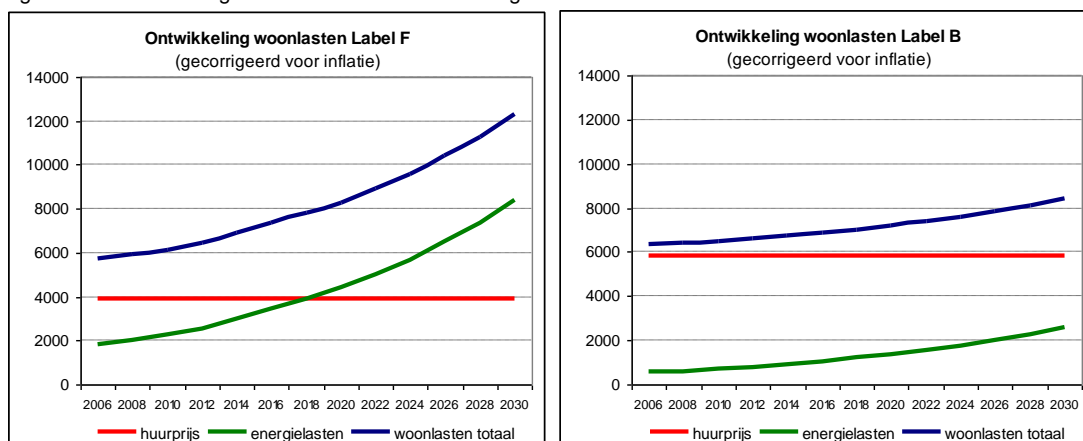 Ontwikkeling woonlasten Label F
(gecorrigeerd voor inflatie)
14000
12000
10000
8000
6000
4000
2000
0
2006 2008 2010 2012 2014 2016 2018 2020 2022 2024 2026 2028 2030
huurprijs energielasten woonlasten totaal
Ontwikkeling woonlasten Label B
(gecorrigeerd voor inflatie)
14000
12000
10000
8000
6000
4000
2000
0
2006 2008 2010 2012 2014 2016 2018 2020 2022 2024 2026 2028 2030
huurprijs energielasten woonlasten totaal